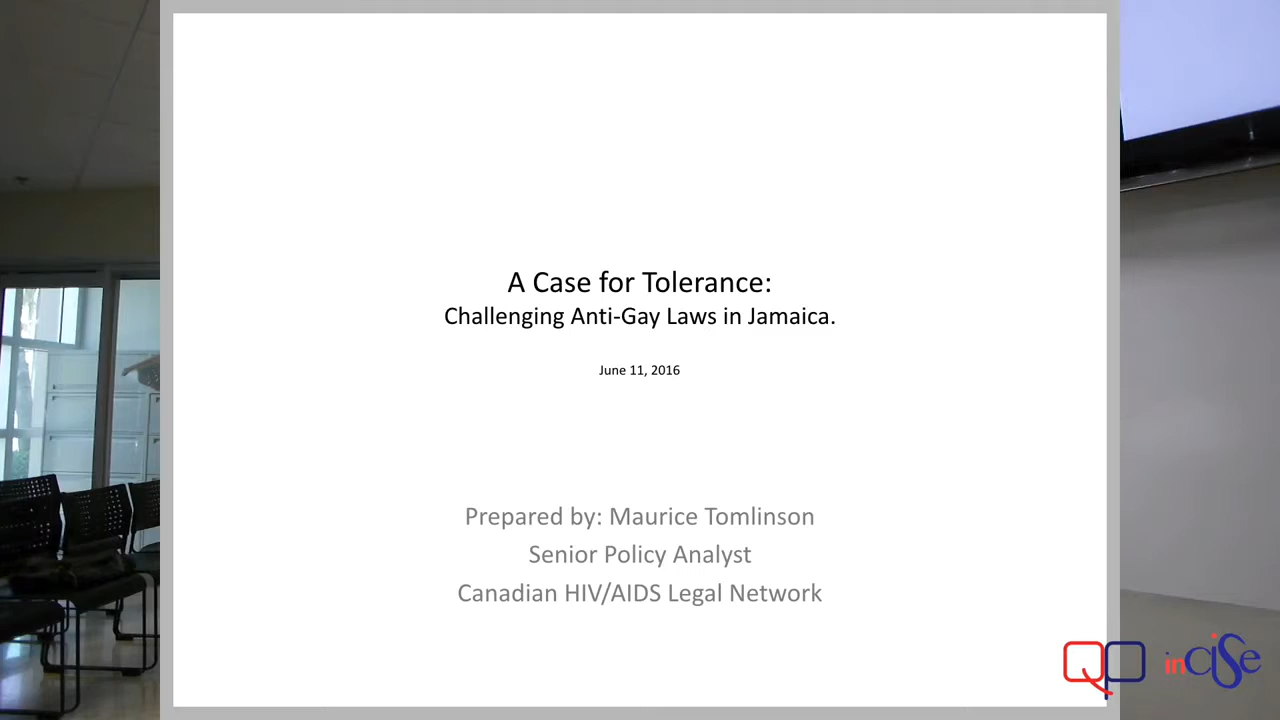 A Case for Tolerance:
Challenging Anti-Gay Laws in Jamaica.
June 11, 2016
Prepared by: Maurice Tomlinson
Senior Policy Analyst
Canadian HIV/AIDS Legal Network
QP inCiSe